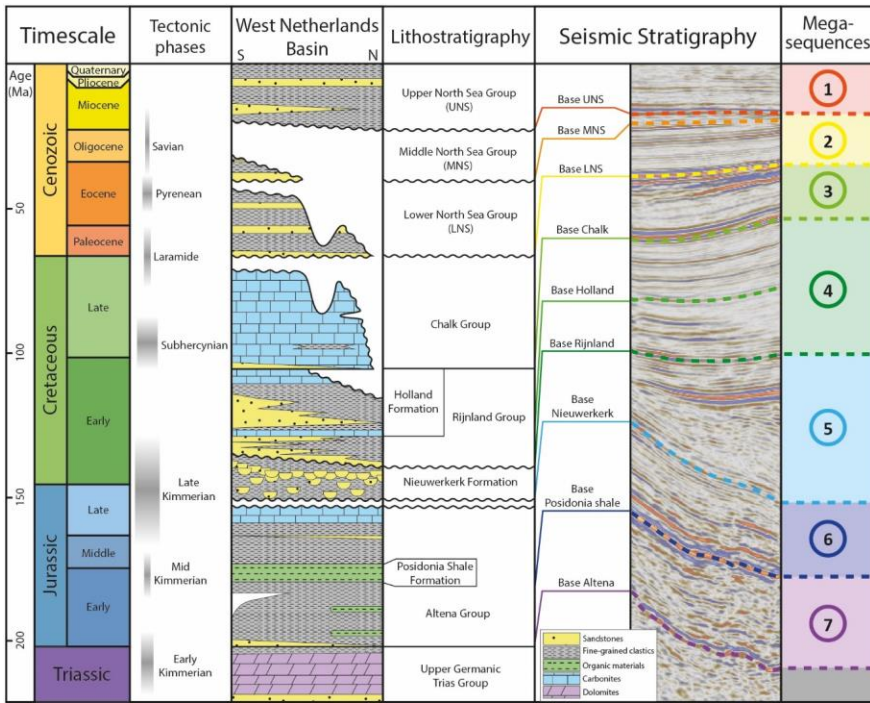 Timescale
Tectonic
phases
West Netherlands
Basin
S
N
Lithostratigraphy
Seismic Stratigraphy
Mega-
sequences
Age
(Ma)
50
100
150
200
Cenozoic
Cretaceous
Jurassic
Triassic
Quaternary
Pliocene
Miocene
Oligocene
Eocene
Paleocene
Late
Early
Late
Middle
Early
Savian
Pyrenean
Laramide
Subhercynian
Late
Kimmerian
Mid
Kimmerian
Early
Kimmerian
Upper North Sea Group
(UNS)
Middle North Sea Group
(MNS)
Lower North Sea Group
(LNS)
Chalk Group
Holland
Formation
Rijnland Group
Nieuwerkerk Formation
Posidonia Shale
Formation
Altena Group
Upper Germanic
Trias Group
Base UNS
Base MNS
Base LNS
Base Chalk
Base Holland
Base Rijnland
Base
Nieuwerkerk
Base
Posidonia shale
Base Altena
Sandstones
Fine-grained clastics
Organic materials
Carbonites
Dolomites
1
2
3
4
5
6
7